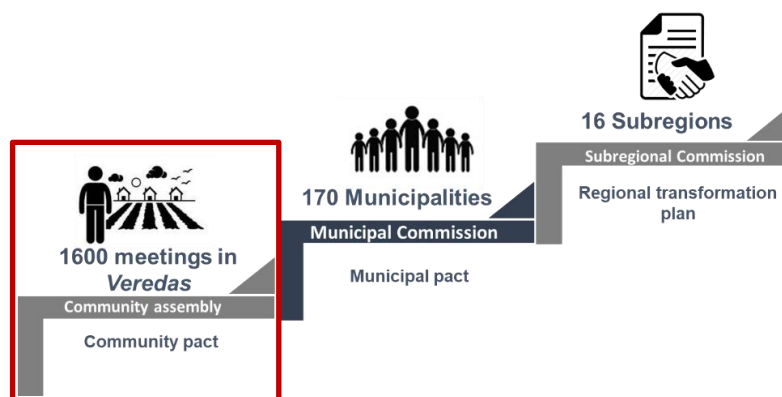 1600 meetings in
Veredas
Community assembly
Community pact
170 Municipalities
Municipal Commission
Municipal pact
16 Subregions
Subregional Commission
Regional transformation
plan